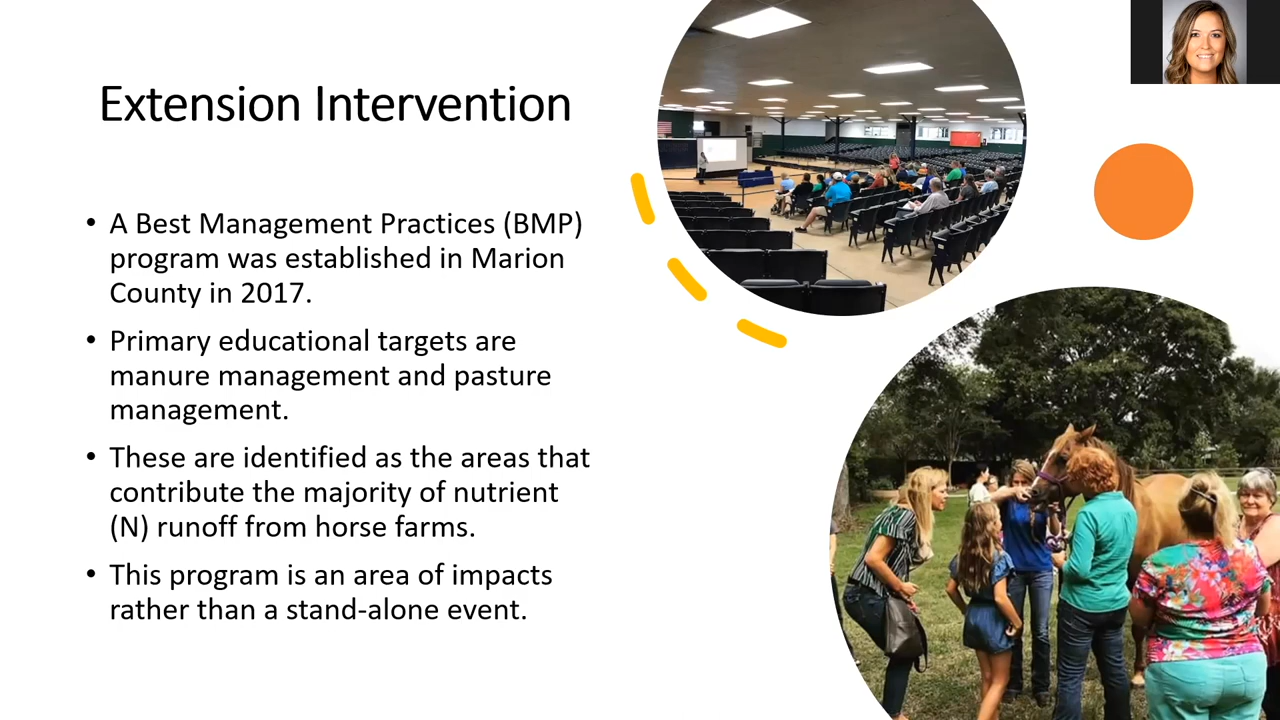 Extension Intervention
• A Best Management Practices (BMP)
program was established in Marion
County in 2017.
• Primary educational targets are
manure management and pasture
management.
• These are identified as the areas that
contribute the majority of nutrient
(N) runoff from horse farms.
• This program is an area of impacts
rather than a stand-alone event.